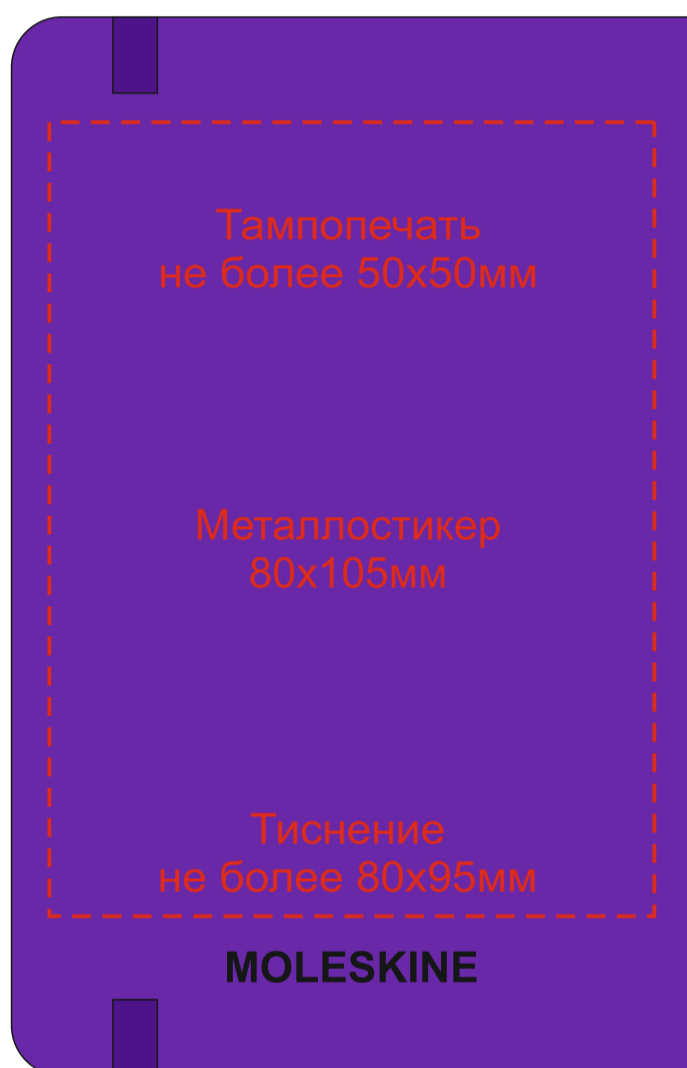 Тампопечать
не более 50х50мм
Металлостикер
80х105мм
Тиснение
не более 80х95мм
MOLESKINE